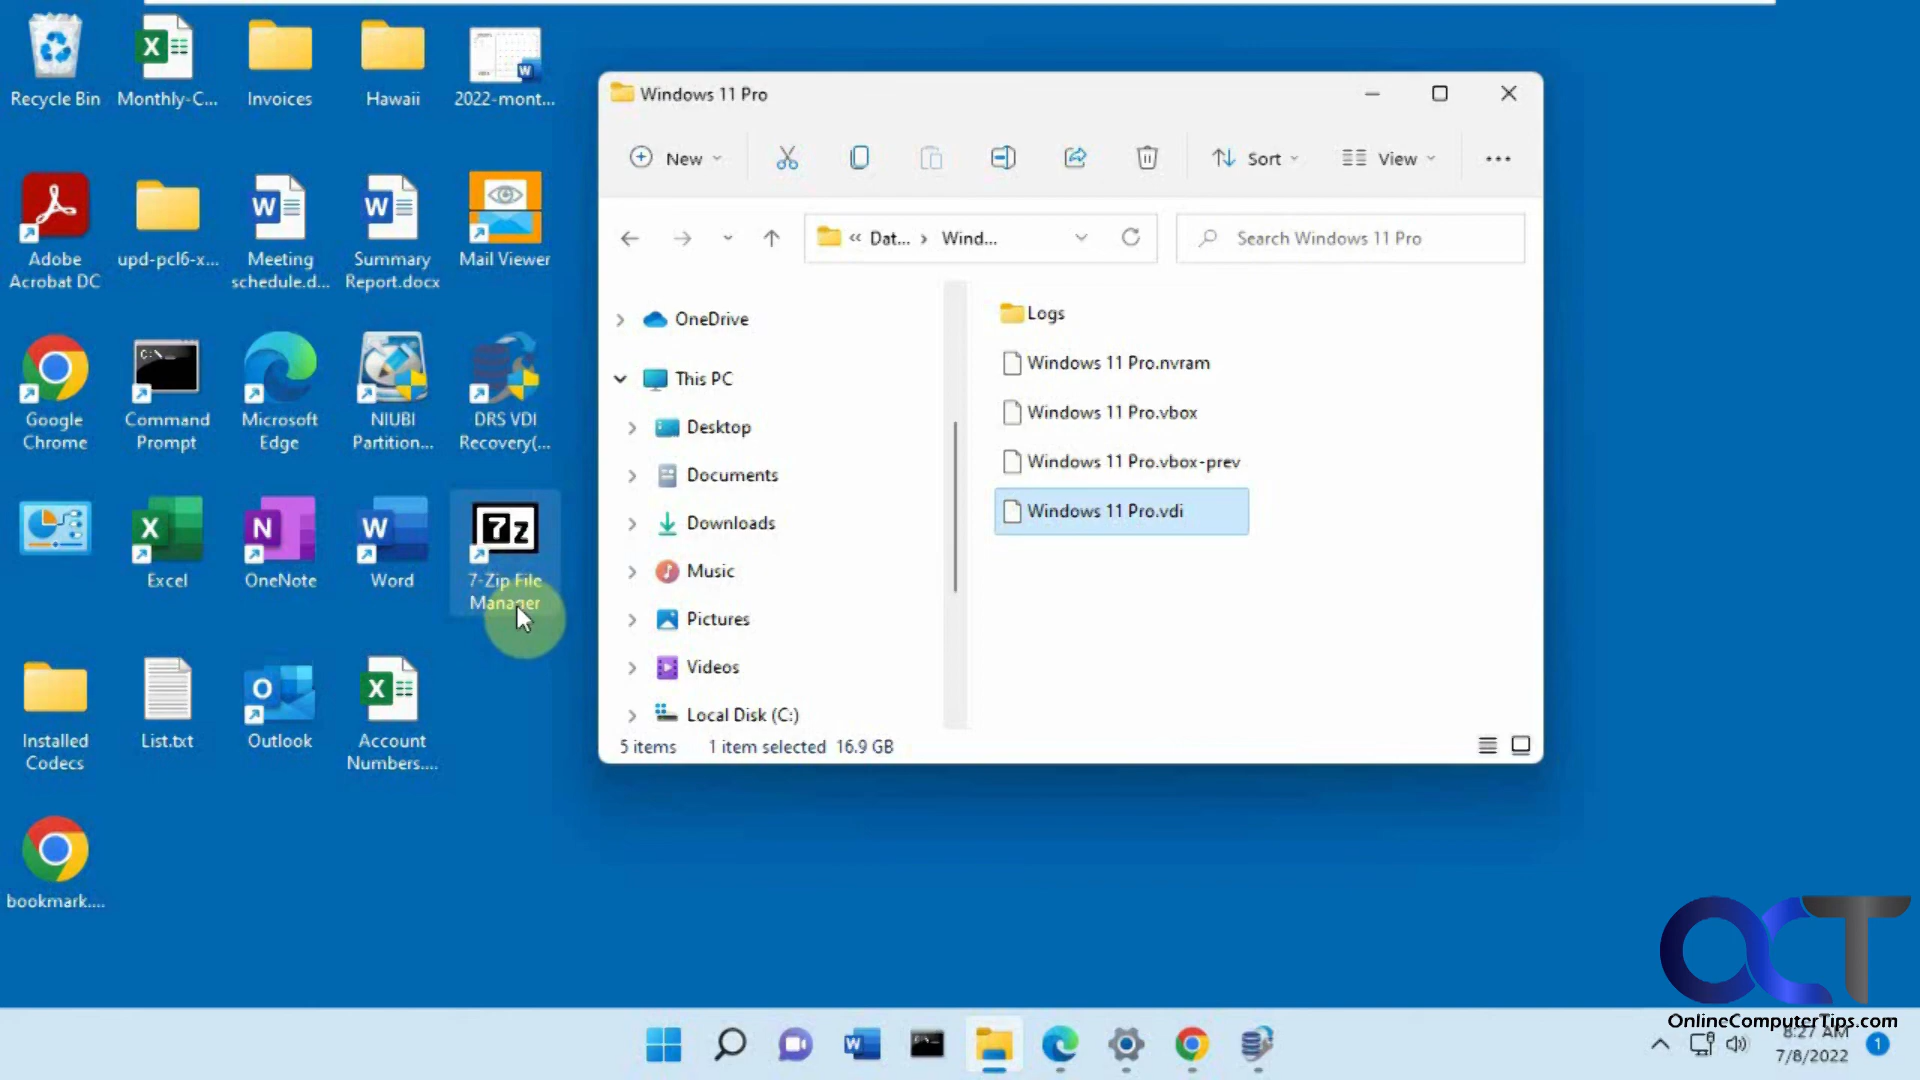 Recycle Bin
Monthly-C...
Invoices
Hawaii
2022-mont...
Adobe
Acrobat DC
upd-pcl6-x...
Meeting
schedule.d...
Summary
Report.docx
Mail Viewer
Google
Chrome
Command
Prompt
Microsoft
Edge
NIUBI
Partition...
DRS VDI
Recovery(...
Excel
OneNote
Word
7-Zip File
Manager
Installed
Codecs
List.txt
Outlook
Account
Numbers....
bookmark....
Windows 11 Pro
New
Sort
View
Dat... › Wind...
Search Windows 11 Pro
OneDrive
This PC
Desktop
Documents
Downloads
Music
Pictures
Videos
Local Disk (C:)
Logs
Windows 11 Pro.nvram
Windows 11 Pro.vbox
Windows 11 Pro.vbox-prev
Windows 11 Pro.vdi
5 items 1 item selected 16.9 GB
OCT
OnlineComputerTips.com
8:27 AM
7/8/2022
1